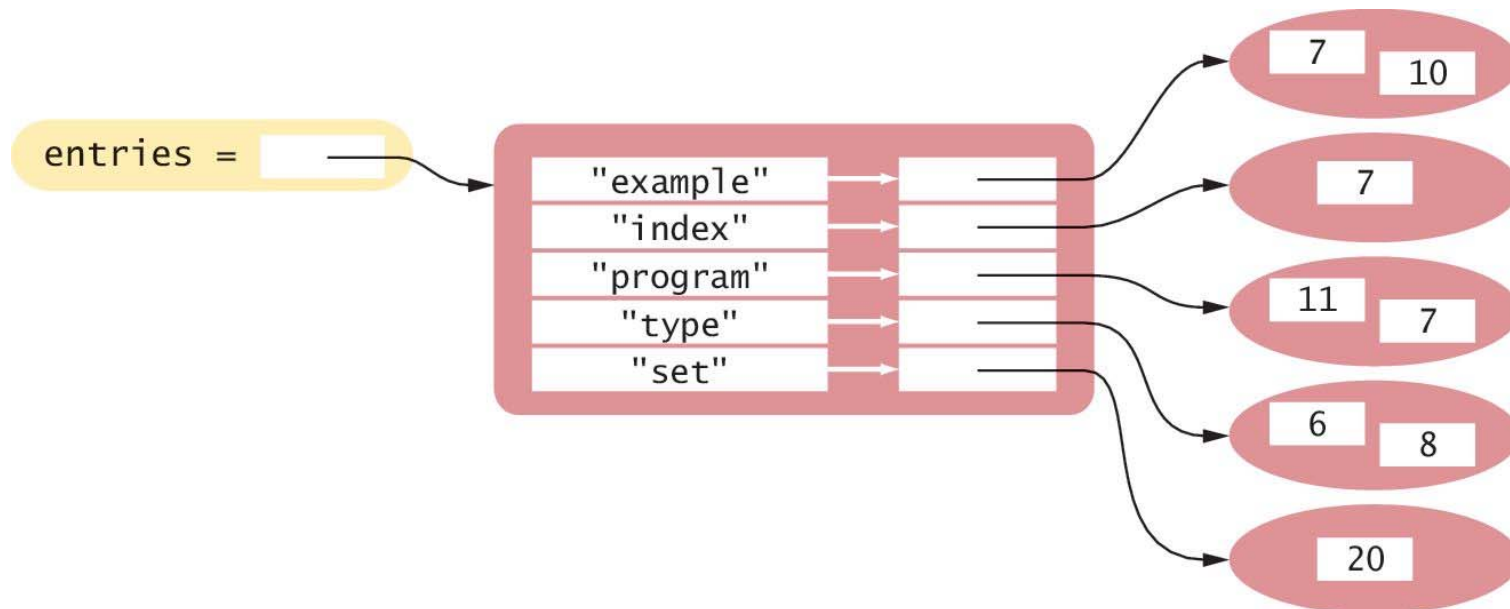 entries =
"example"
"index"
"program"
"type"
"set"
7
10
7
11
7
6
8
20